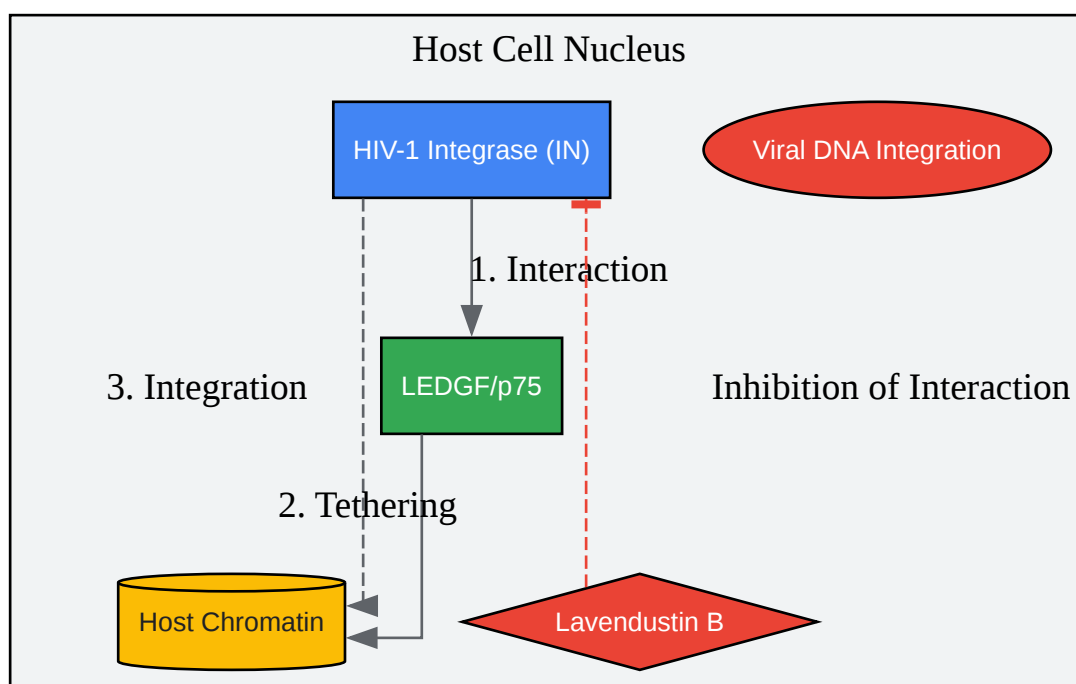 Host Cell Nucleus
HIV-1 Integrase (IN)
Viral DNA Integration
1. Interaction
LEDGF/p75
3. Integration
Inhibition of Interaction
2. Tethering
Host Chromatin
Lavendustin B